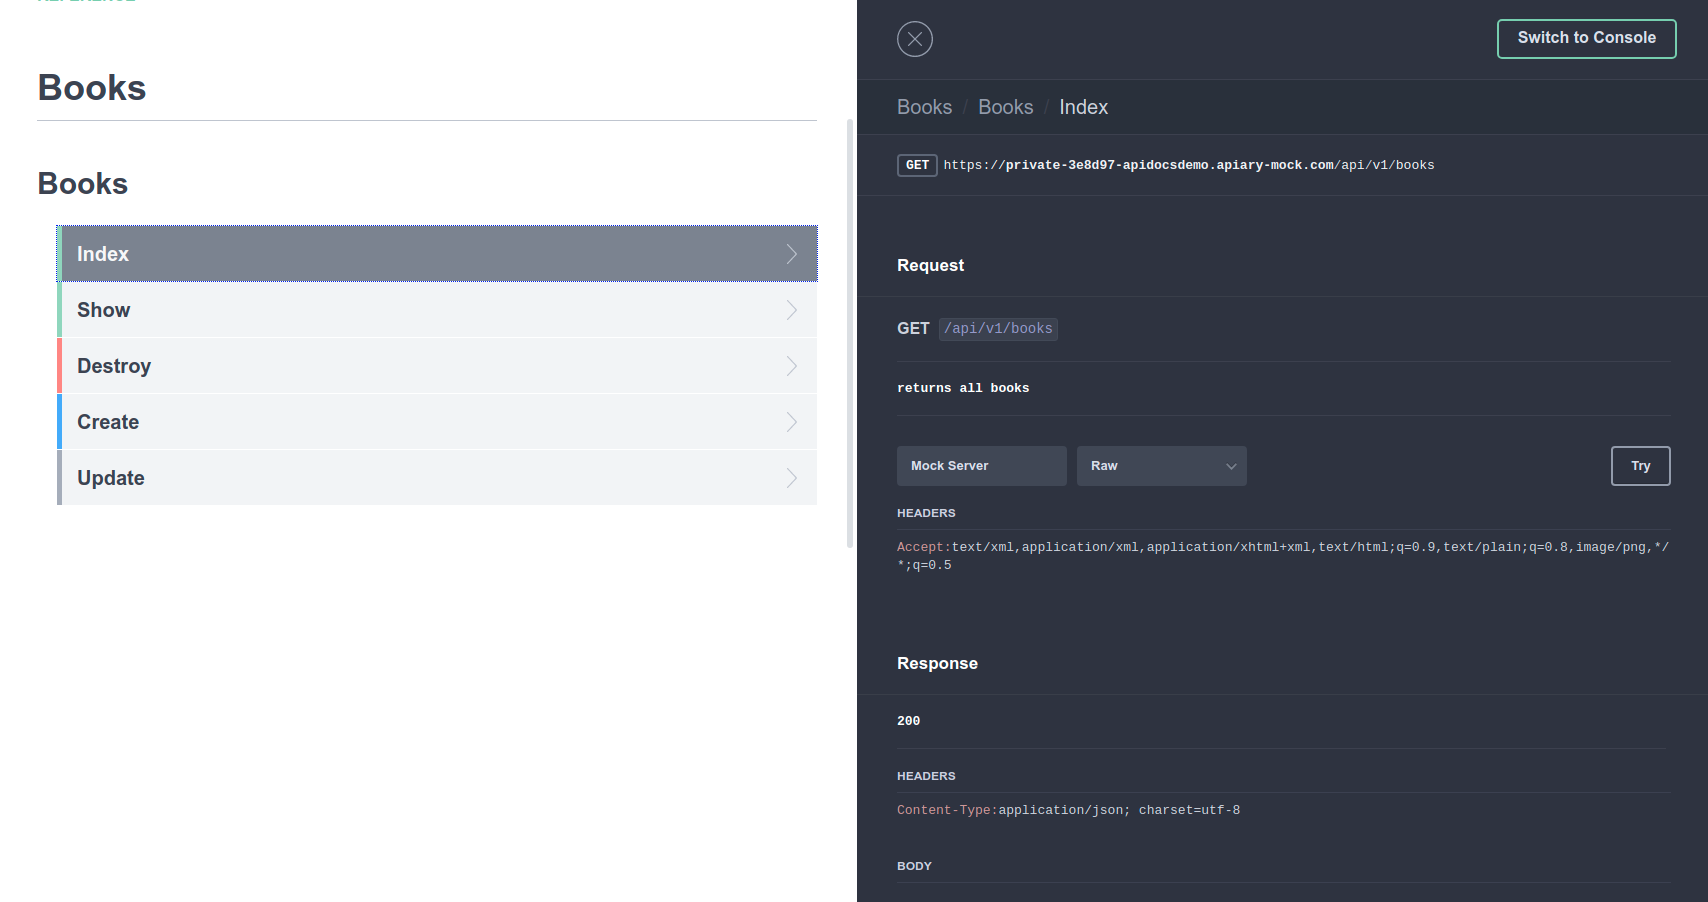 REFERENCE
Books
Books
Index
Show
Destroy
Create
Update
Switch to Console
Books / Books / Index
GET https://private-3e8d97-apidocsdemo.apiary-mock.com/api/v1/books
Request
GET /api/v1/books
returns all books
Mock Server Raw Try
HEADERS
Accept:text/xml,application/xml,application/xhtml+xml,text/html;q=0.9,text/plain;q=0.8,image/png,*/
*;q=0.5
Response
200
HEADERS
Content-Type:application/json; charset=utf-8
BODY